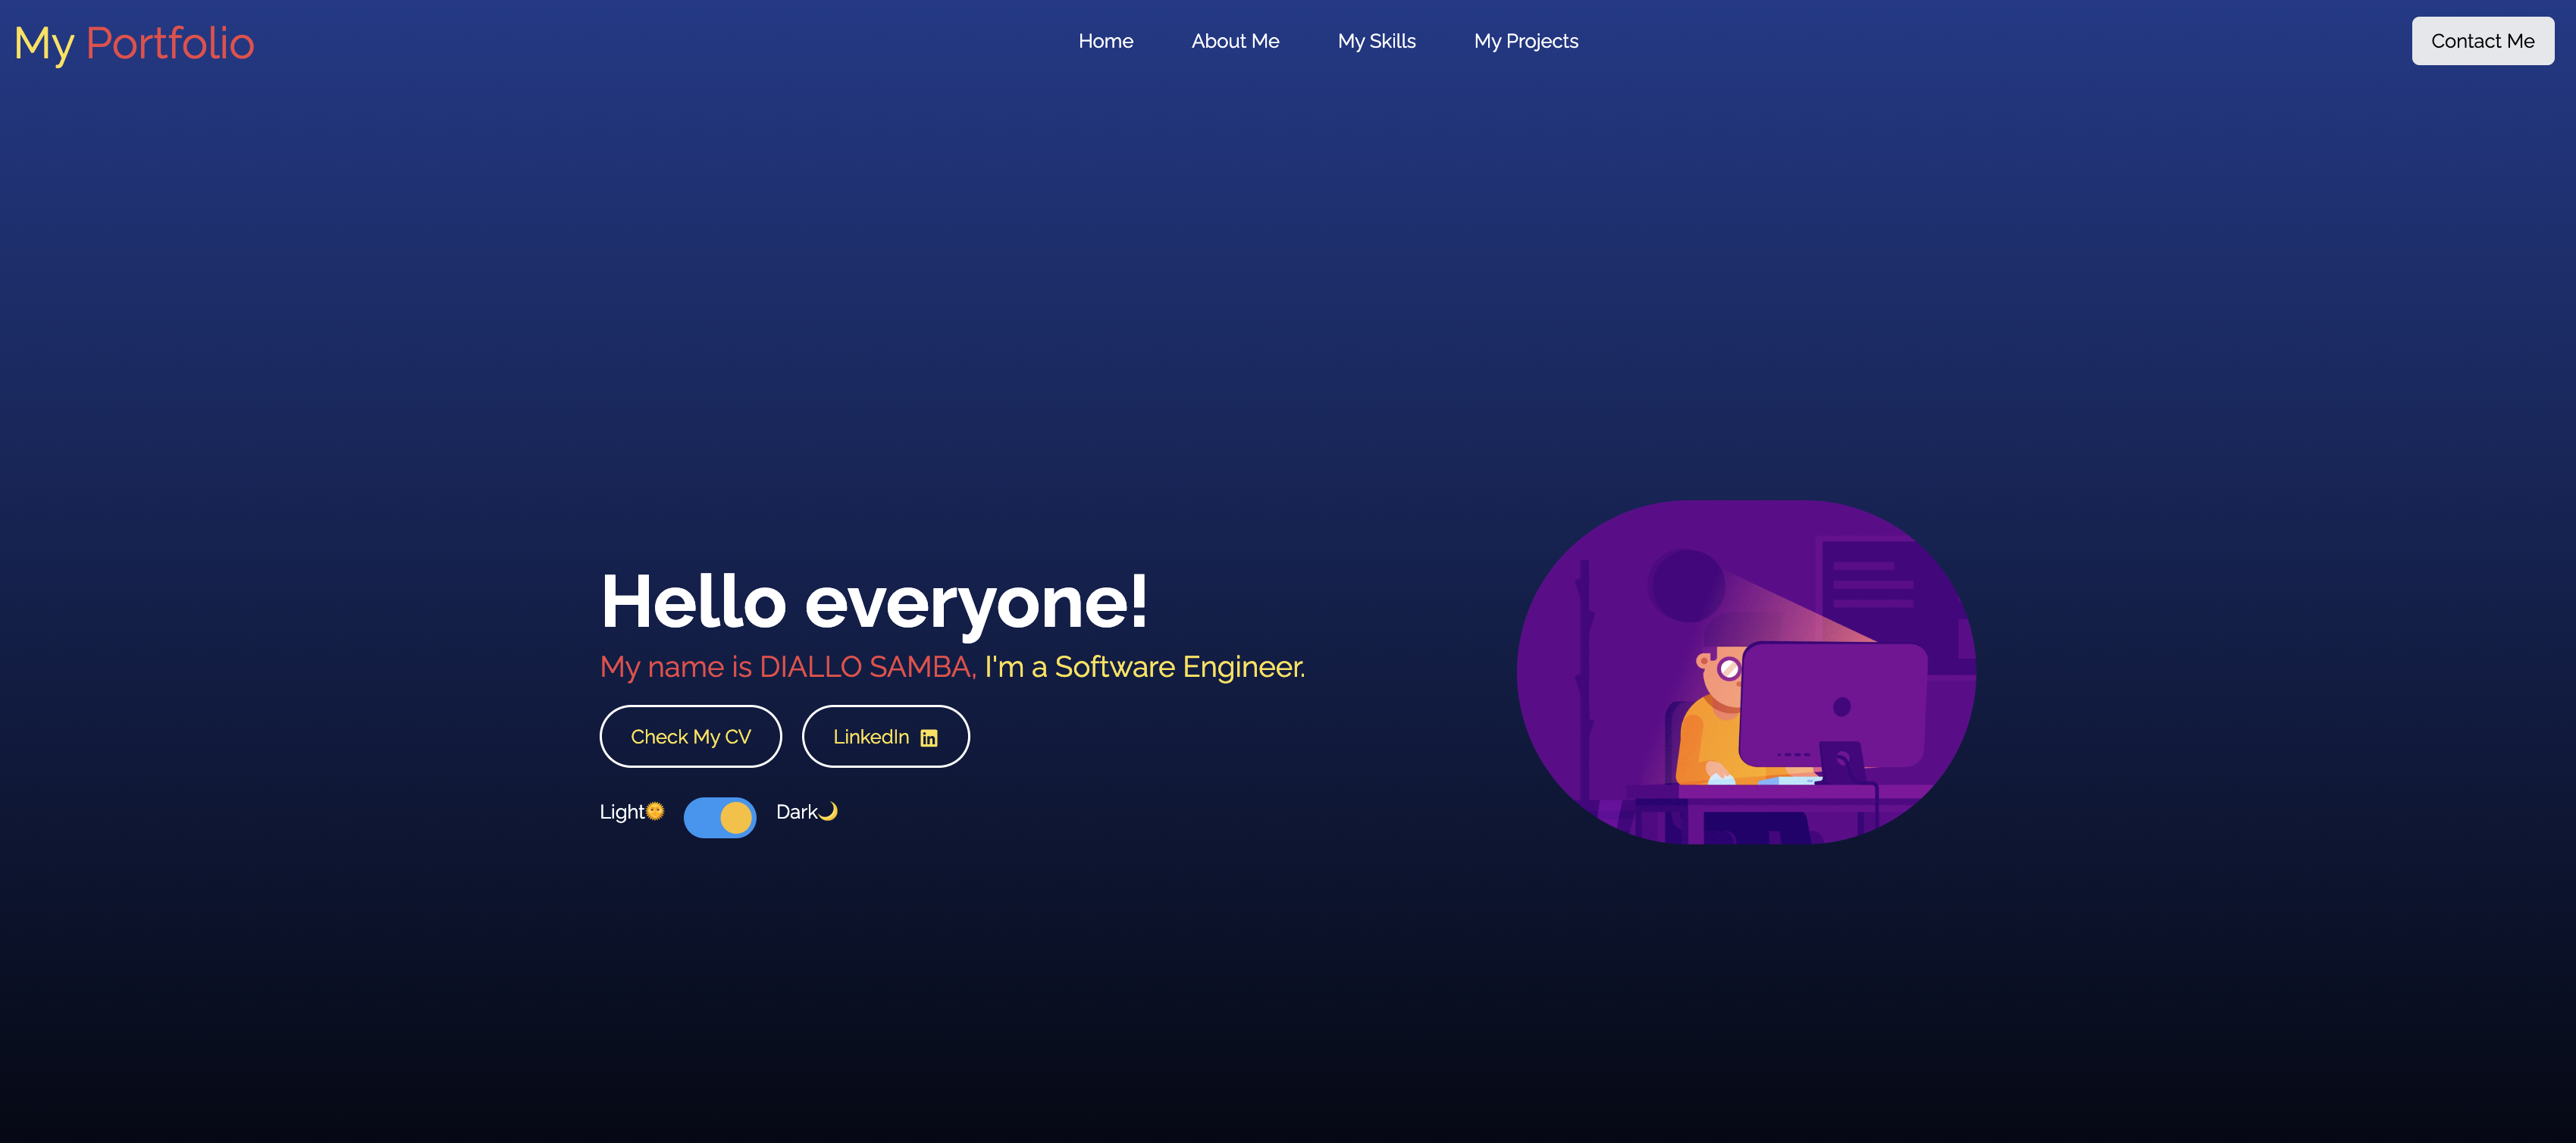 My Portfolio
Home
About Me
My Skills
My Projects
Contact Me
Hello everyone!
My name is DIALLO SAMBA, I'm a Software Engineer.
Check My CV
LinkedIn
Light🌞
Dark🌙